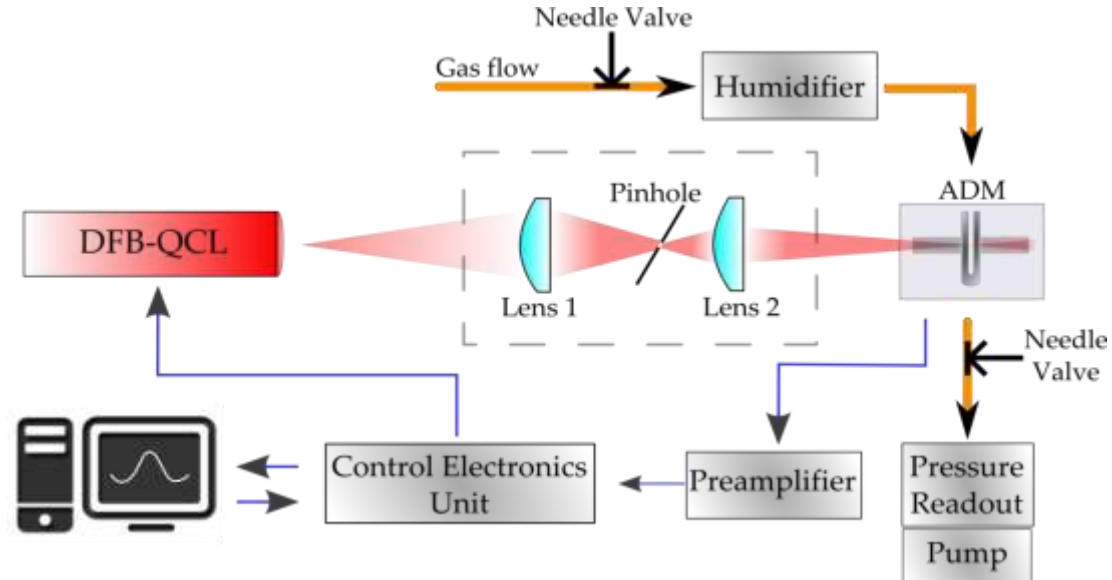 Needle Valve
Gas flow
Humidifier
Pinhole
ADM
DFB-QCL
Lens 1
Lens 2
Needle
Valve
Control Electronics
Unit
Preamplifier
Pressure
Readout
Pump